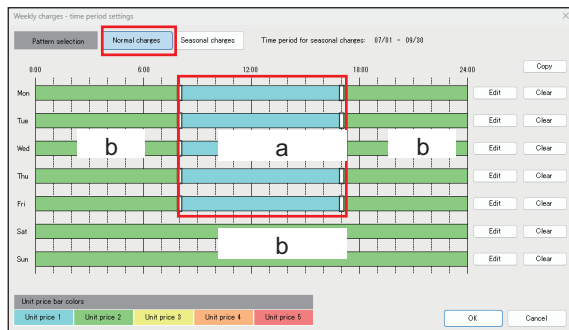 Weekly charges - time period settings
Pattern selection Normal charges Seasonal charges Time period for seasonal charges: 07/01 - 09/30
Copy
0:00 6:00 12:00 18:00 24:00
Mon Edit Clear
Tue Edit Clear
Wed b a b Edit Clear
Thu Edit Clear
Fri Edit Clear
Sat Edit Clear
b
Sun Edit Clear
Unit price bar colors
Unit price 1 Unit price 2 Unit price 3 Unit price 4 Unit price 5
OK Cancel